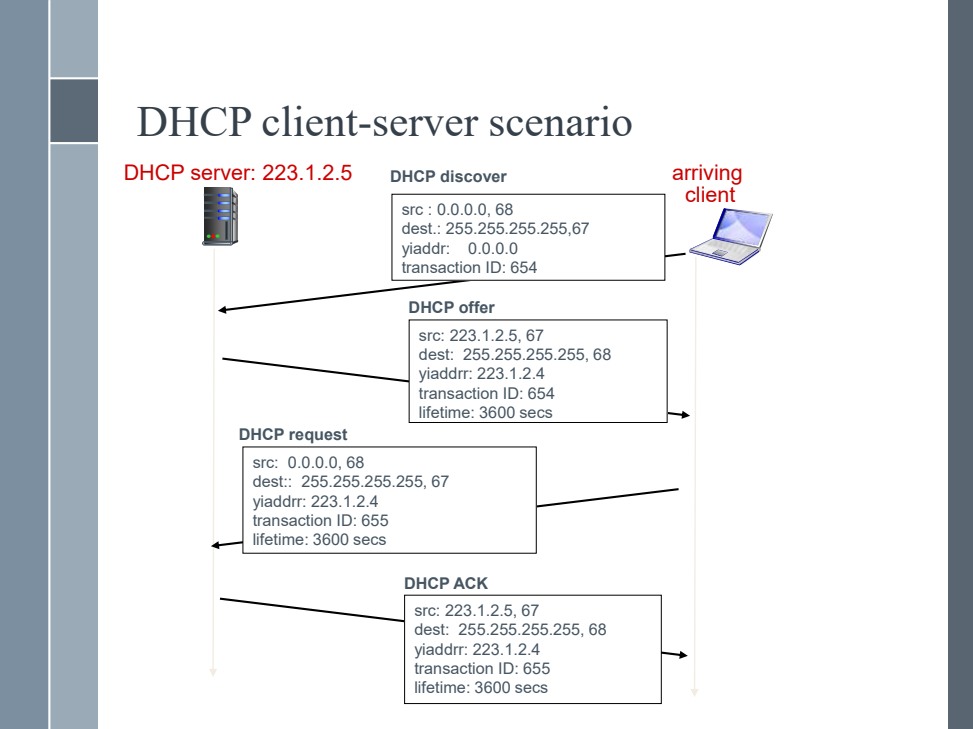 DHCP client-server scenario
DHCP server: 223.1.2.5
DHCP discover
arriving
client
src : 0.0.0.0, 68
dest.: 255.255.255.255,67
yiaddr:    0.0.0.0
transaction ID: 654
DHCP offer
src: 223.1.2.5, 67
dest:  255.255.255.255, 68
yiaddrr: 223.1.2.4
transaction ID: 654
lifetime: 3600 secs
DHCP request
src:  0.0.0.0, 68
dest::  255.255.255.255, 67
yiaddrr: 223.1.2.4
transaction ID: 655
lifetime: 3600 secs
DHCP ACK
src: 223.1.2.5, 67
dest:  255.255.255.255, 68
yiaddrr: 223.1.2.4
transaction ID: 655
lifetime: 3600 secs